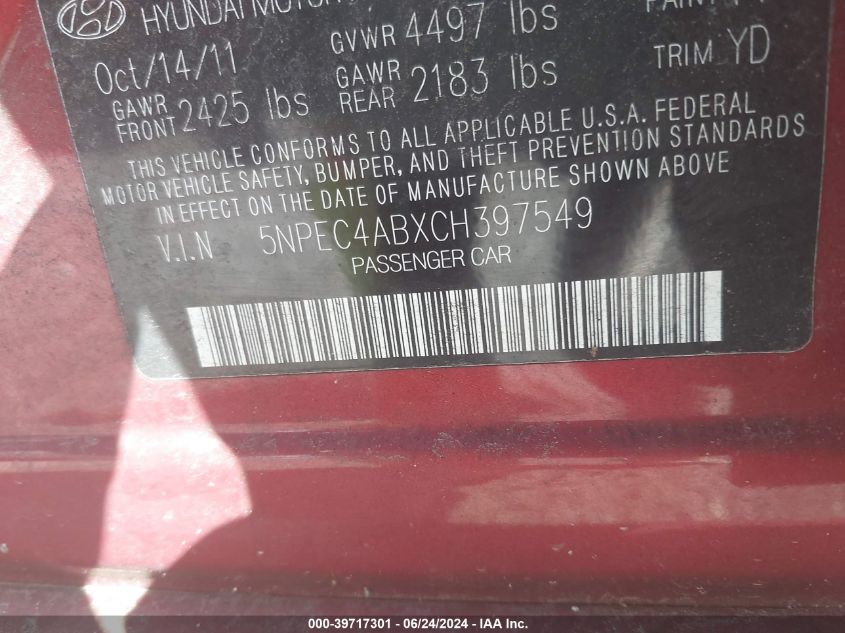 HYUNDAI MOTOR
Oct/14/11 GVWR 4497 lbs
GAWR FRONT 2425 lbs GAWR REAR 2183 lbs TRIM YD
THIS VEHICLE CONFORMS TO ALL APPLICABLE U.S.A. FEDERAL
MOTOR VEHICLE SAFETY, BUMPER, AND THEFT PREVENTION STANDARDS
IN EFFECT ON THE DATE OF MANUFACTURE SHOWN ABOVE
V.I.N 5NPEC4ABXCH397549
PASSENGER CAR
000-39717301 - 06/24/2024 - IAA Inc.